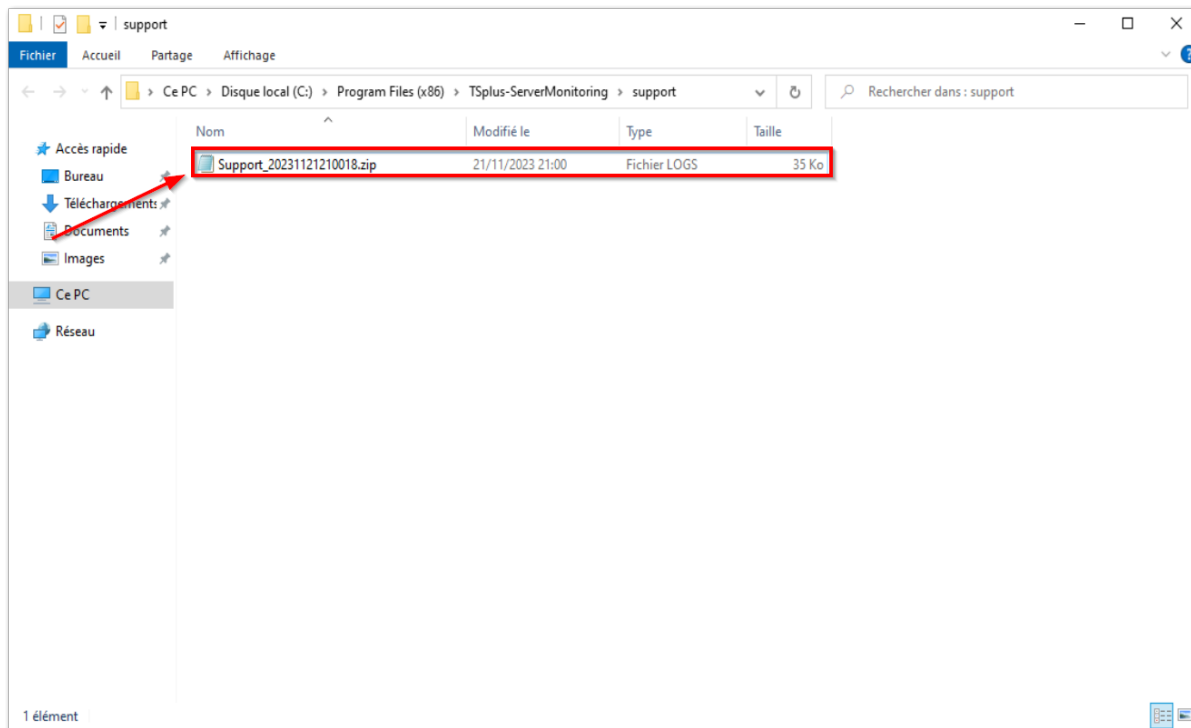 support
Fichier Accueil Partage Affichage
Ce PC Disque local (C:) Program Files (x86) TSplus-ServerMonitoring support Rechercher dans : support
Nom Modifié le Type Taille
Support_20231121210018.zip 21/11/2023 21:00 Fichier LOGS 35 Ko
Accès rapide
Bureau
Téléchargements
Documents
Images
Ce PC
Réseau
1 élément